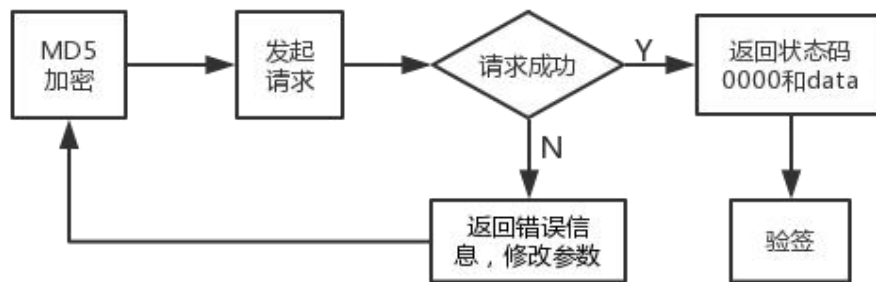 MD5
加密
发起
请求
请求成功
Y
返回状态码
0000和data
N
返回错误信
息，修改参数
验签